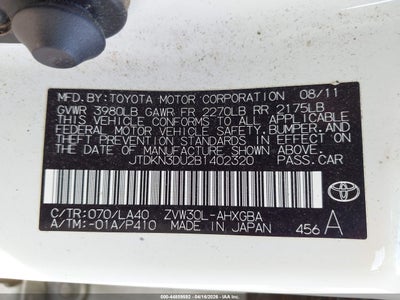 MFD. BY: TOYOTA MOTOR CORPORATION 08/11
GVWR 3980LB GAWR FR 2270LB RR 2175LB
THIS VEHICLE CONFORMS TO ALL APPLICABLE
FEDERAL MOTOR VEHICLE SAFETY, BUMPER, AND
THEFT PREVENTION STANDARDS IN EFFECT ON THE
DATE OF MANUFACTURE SHOWN ABOVE.
JTDKN3DU2B1402320 PASS.CAR
TOYOTA
C/TR: 070/LA40 ZVW30L-AHXGBA
A/TM: -01A/P410 MADE IN JAPAN 456 A